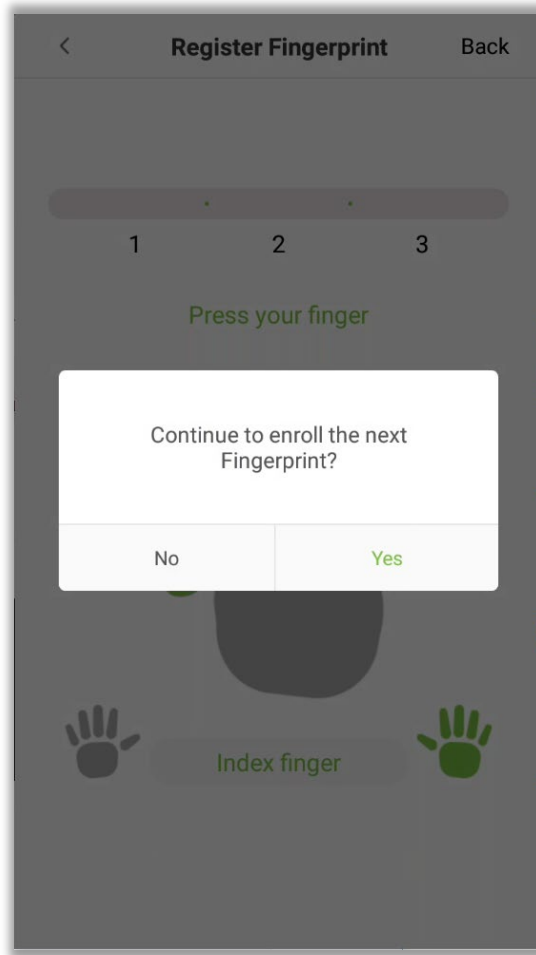 Register Fingerprint
Back
1 2 3
Press your finger
Continue to enroll the next
Fingerprint?
No Yes
Index finger